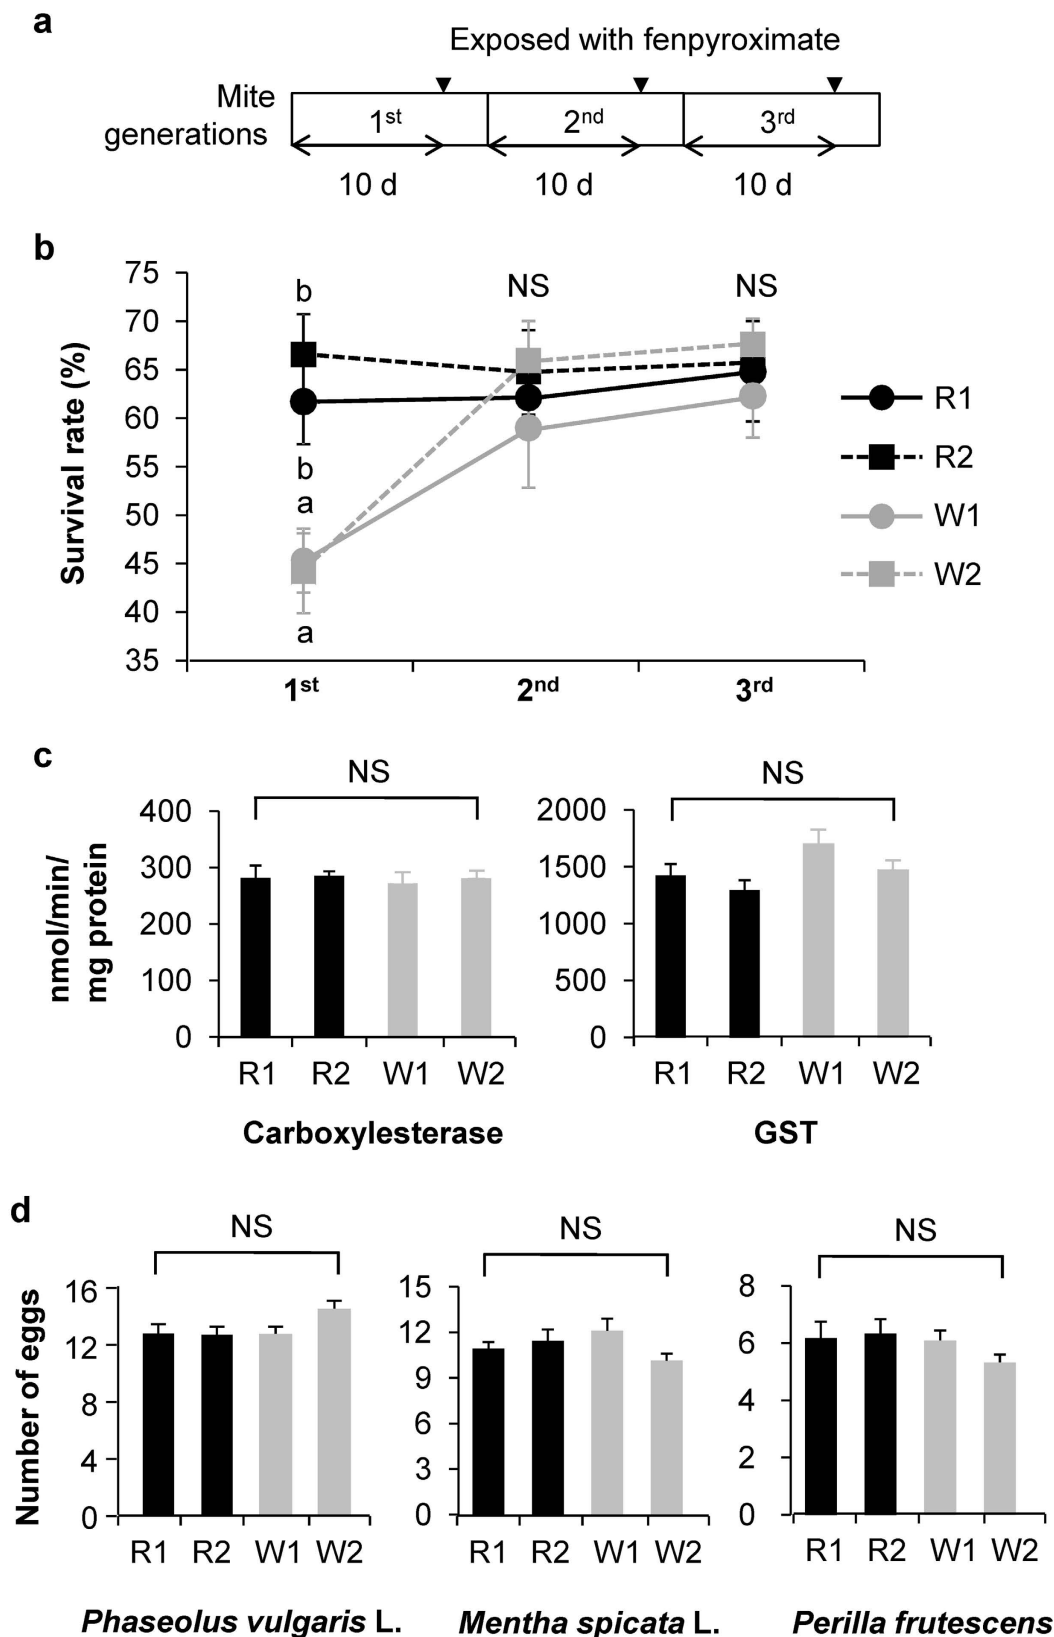 a
Exposed with fenpyroximate
Mite
generations
1st
2nd
3rd
10 d
10 d
10 d
b
Survival rate (%)
75
70
65
60
55
50
45
40
35
b
b
a
a
NS
NS
1st
2nd
3rd
R1
R2
W1
W2
c
nmol/min/
mg protein
NS
400
300
200
100
0
R1 R2 W1 W2
Carboxylesterase
NS
2000
1500
1000
500
0
R1 R2 W1 W2
GST
d
Number of eggs
NS
16
12
8
4
0
R1 R2 W1 W2
Phaseolus vulgaris L.
NS
15
12
9
6
3
0
R1 R2 W1 W2
Mentha spicata L.
NS
8
6
4
2
0
R1 R2 W1 W2
Perilla frutescens